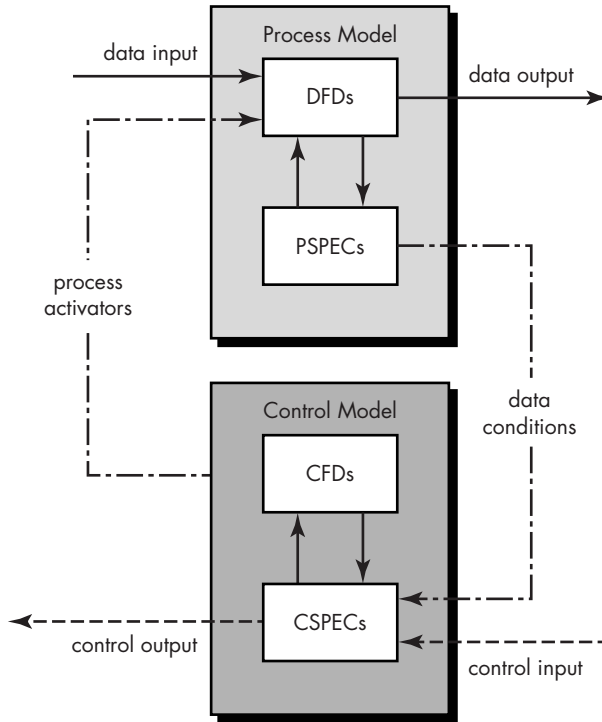 Process Model
data input
DFDs
data output
PSPECs
process
activators
data
conditions
Control Model
CFDs
CSPECs
control output
control input